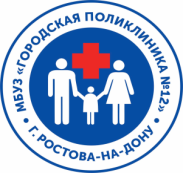 МБУЗ «ГОРОДСКАЯ ПОЛИКЛИНИКА №12»
Г. РОСТОВА-НА-ДОНУ